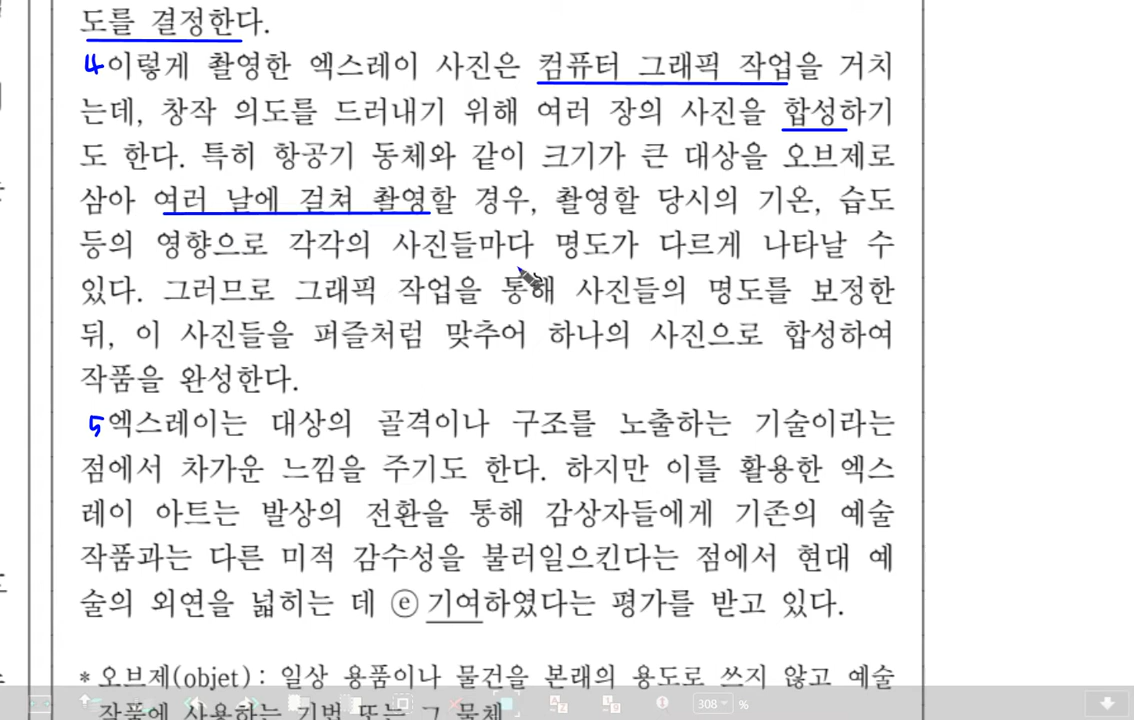 도를 결정한다.
4이렇게 촬영한 엑스레이 사진은 컴퓨터 그래픽 작업을 거치
는데, 창작 의도를 드러내기 위해 여러 장의 사진을 합성하기
도 한다. 특히 항공기 동체와 같이 크기가 큰 대상을 오브제로
삼아 여러 날에 걸쳐 촬영할 경우, 촬영할 당시의 기온, 습도
등의 영향으로 각각의 사진들마다 명도가 다르게 나타날 수
있다. 그러므로 그래픽 작업을 통해 사진들의 명도를 보정한
뒤, 이 사진들을 퍼즐처럼 맞추어 하나의 사진으로 합성하여
작품을 완성한다.
5엑스레이는 대상의 골격이나 구조를 노출하는 기술이라는
점에서 차가운 느낌을 주기도 한다. 하지만 이를 활용한 엑스
레이 아트는 발상의 전환을 통해 감상자들에게 기존의 예술
작품과는 다른 미적 감수성을 불러일으킨다는 점에서 현대 예
술의 외연을 넓히는 데 ⓔ기여하였다는 평가를 받고 있다.
* 오브제(objet) : 일상 용품이나 물건을 본래의 용도로 쓰지 않고 예술
작품에 사용하는 기법 또는 그 물체
308 %